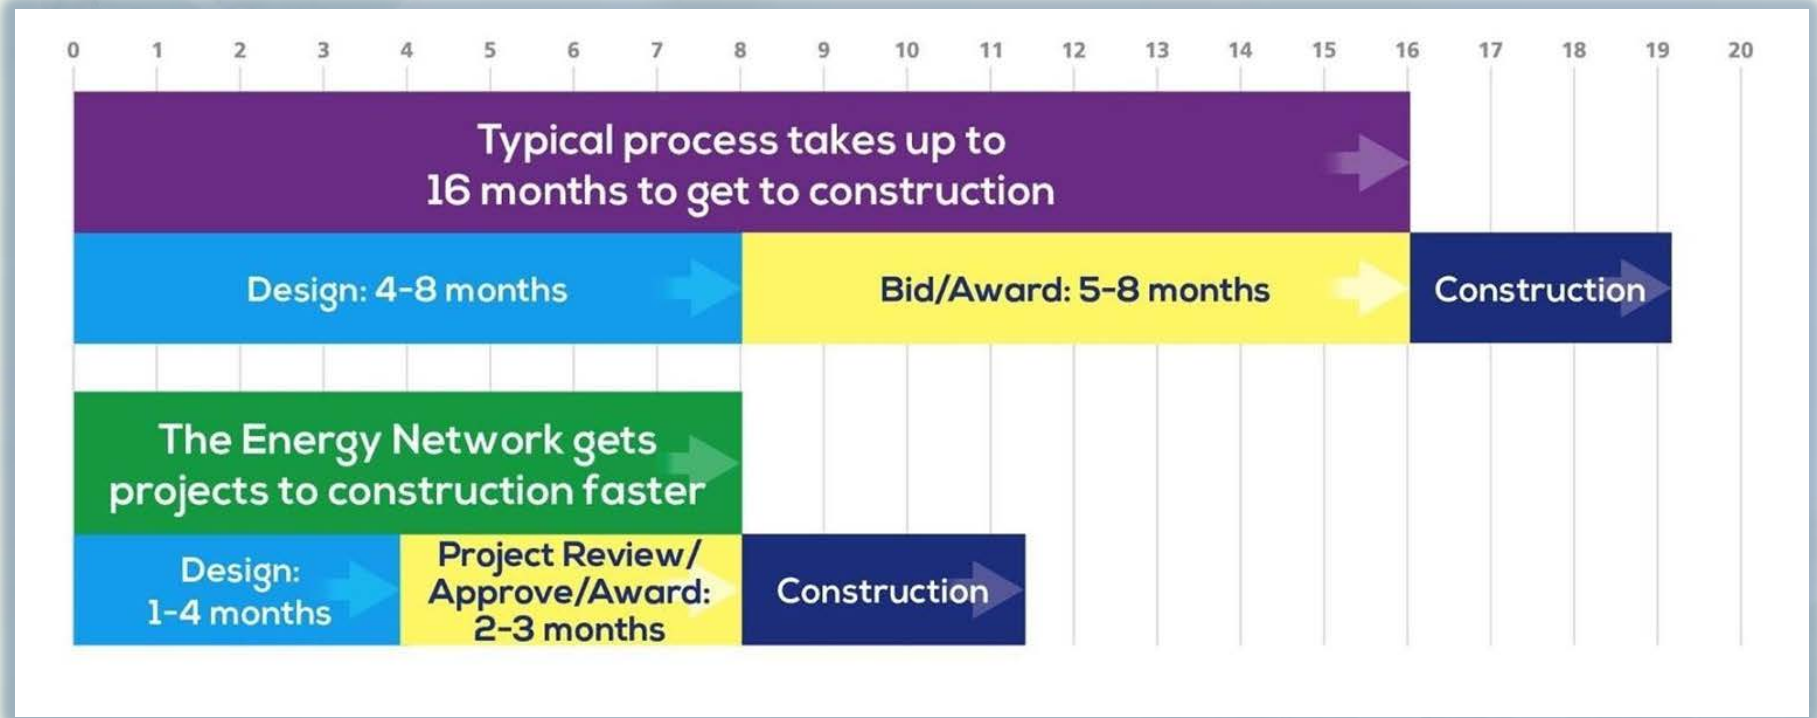 0 1 2 3 4 5 6 7 8 9 10 11 12 13 14 15 16 17 18 19 20
Typical process takes up to
16 months to get to construction
Design: 4-8 months
Bid/Award: 5-8 months
Construction
The Energy Network gets
projects to construction faster
Design:
1-4 months
Project Review/
Approve/Award:
2-3 months
Construction